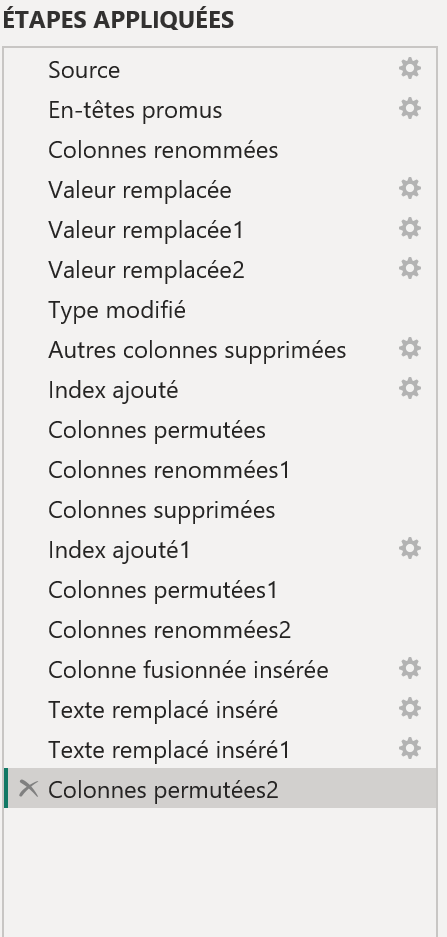 ÉTAPES APPLIQUÉES
Source
En-têtes promus
Colonnes renommées
Valeur remplacée
Valeur remplacée1
Valeur remplacée2
Type modifié
Autres colonnes supprimées
Index ajouté
Colonnes permutées
Colonnes renommées1
Colonnes supprimées
Index ajouté1
Colonnes permutées1
Colonnes renommées2
Colonne fusionnée insérée
Texte remplacé inséré
Texte remplacé inséré1
Colonnes permutées2